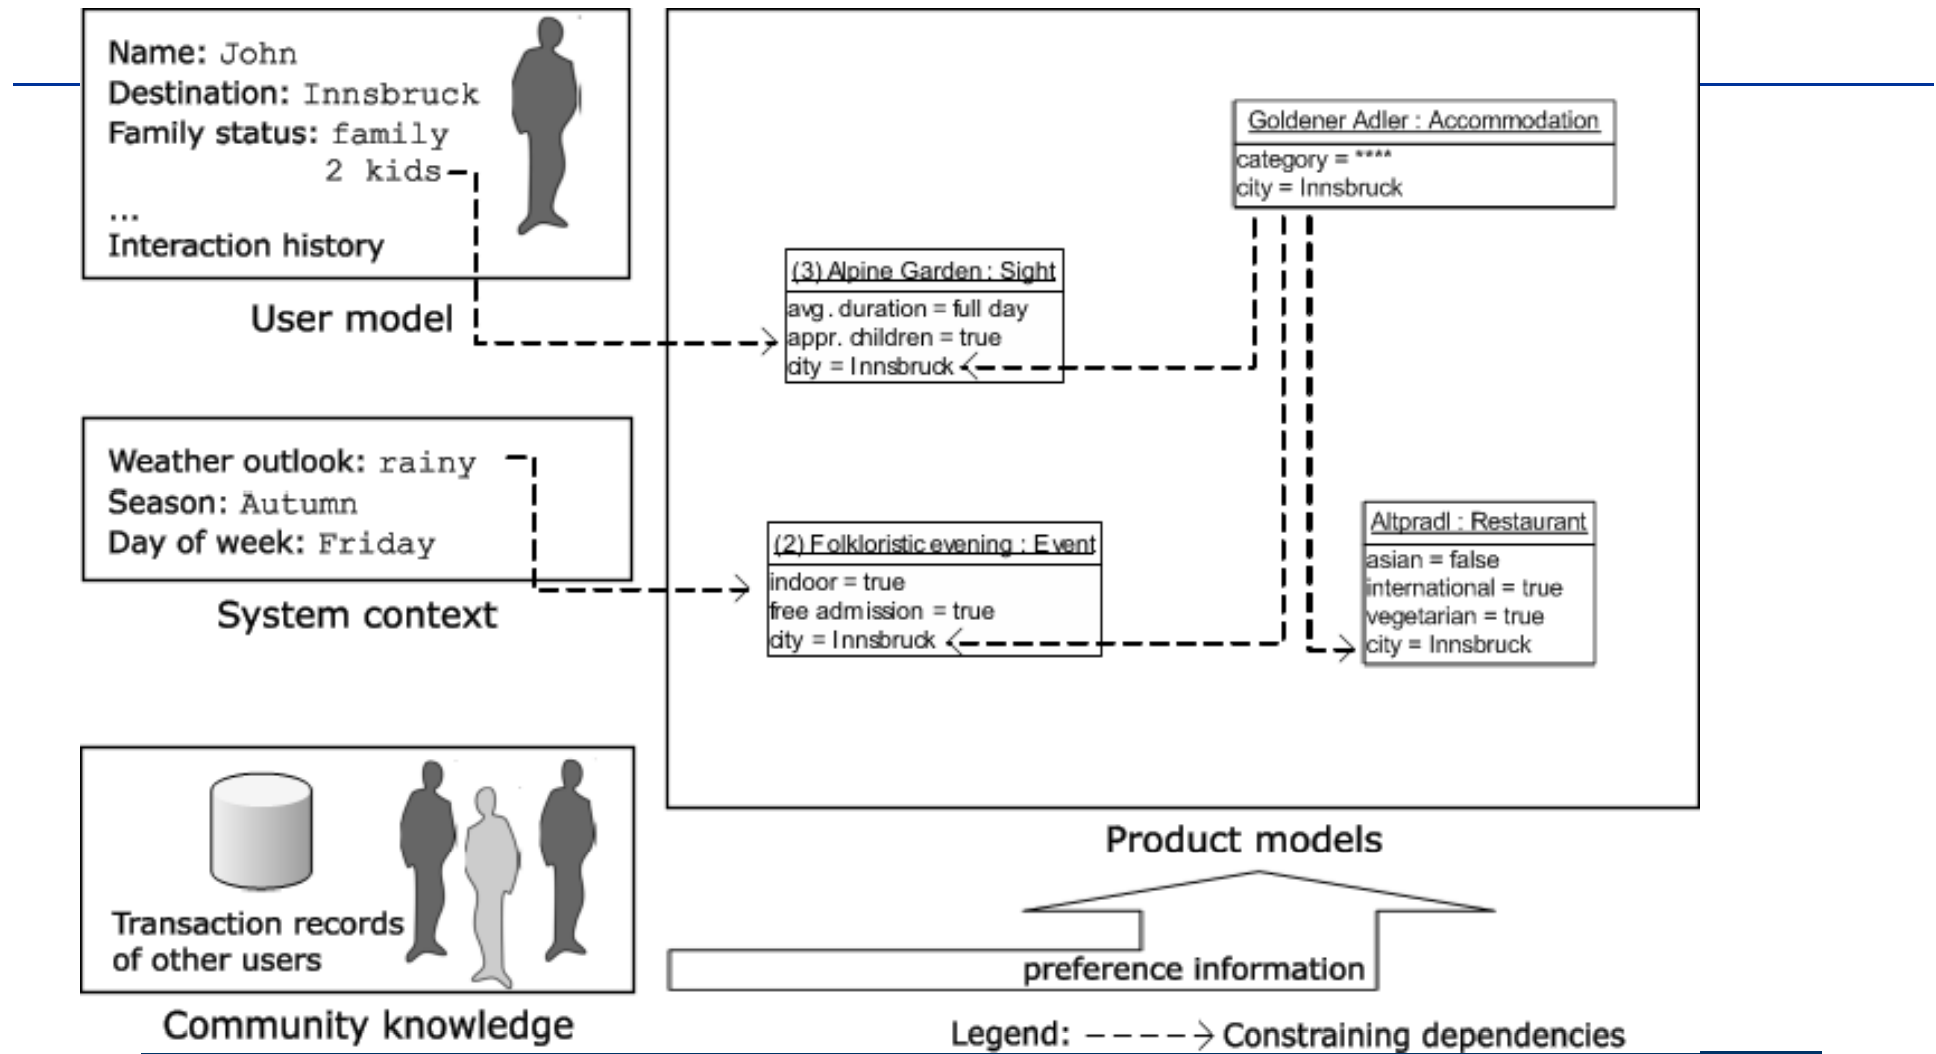 Name: John
Destination: Innsbruck
Family status: family
2 kids
...
Interaction history
User model
Weather outlook: rainy
Season: Autumn
Day of week: Friday
System context
Transaction records
of other users
Community knowledge
Goldener Adler : Accommodation
category = ****
city = Innsbruck
(3) Alpine Garden : Sight
avg. duration = full day
appr. children = true
city = Innsbruck
(2) Folkloristic evening : Event
indoor = true
free admission = true
city = Innsbruck
Altpradl : Restaurant
asian = false
international = true
vegetarian = true
city = Innsbruck
Product models
preference information
Legend: Constraining dependencies